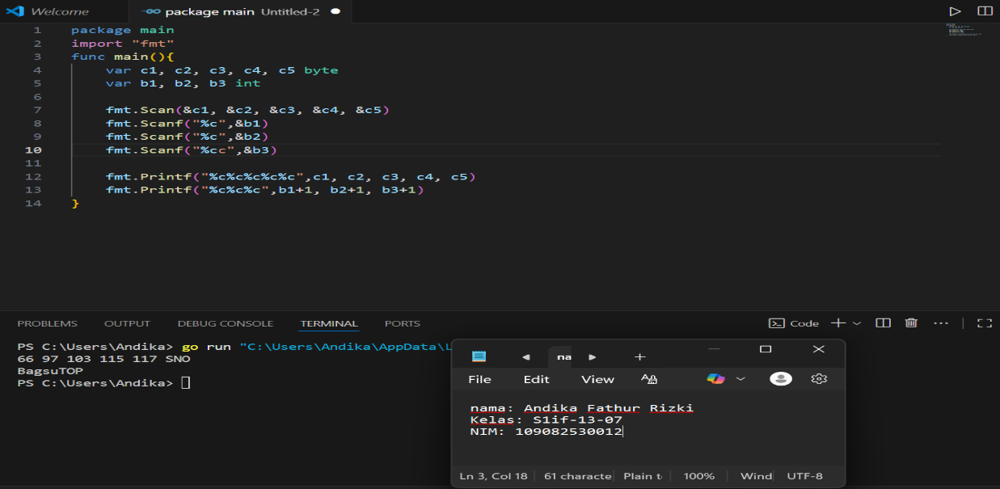 Welcome
package main Untitled-2
1 package main
2 import "fmt"
3 func main(){
4 var c1, c2, c3, c4, c5 byte
5 var b1, b2, b3 int
6
7 fmt.Scan(&c1, &c2, &c3, &c4, &c5)
8 fmt.Scanf("%c",&b1)
9 fmt.Scanf("%c",&b2)
10 fmt.Scanf("%cc",&b3)
11
12 fmt.Printf("%c%c%c%c%c",c1, c2, c3, c4, c5)
13 fmt.Printf("%c%c%c",b1+1, b2+1, b3+1)
14 }
PROBLEMS OUTPUT DEBUG CONSOLE TERMINAL PORTS Code
PS C:\Users\Andika> go run "C:\Users\Andika\AppData\L
66 97 103 115 117 SNO
BagsuTOP
PS C:\Users\Andika>
na
File Edit View
nama: Andika Fathur Rizki
Kelas: S1if-13-07
NIM: 109082530012
Ln 3, Col 18 61 characte Plain t 100% Wind UTF-8